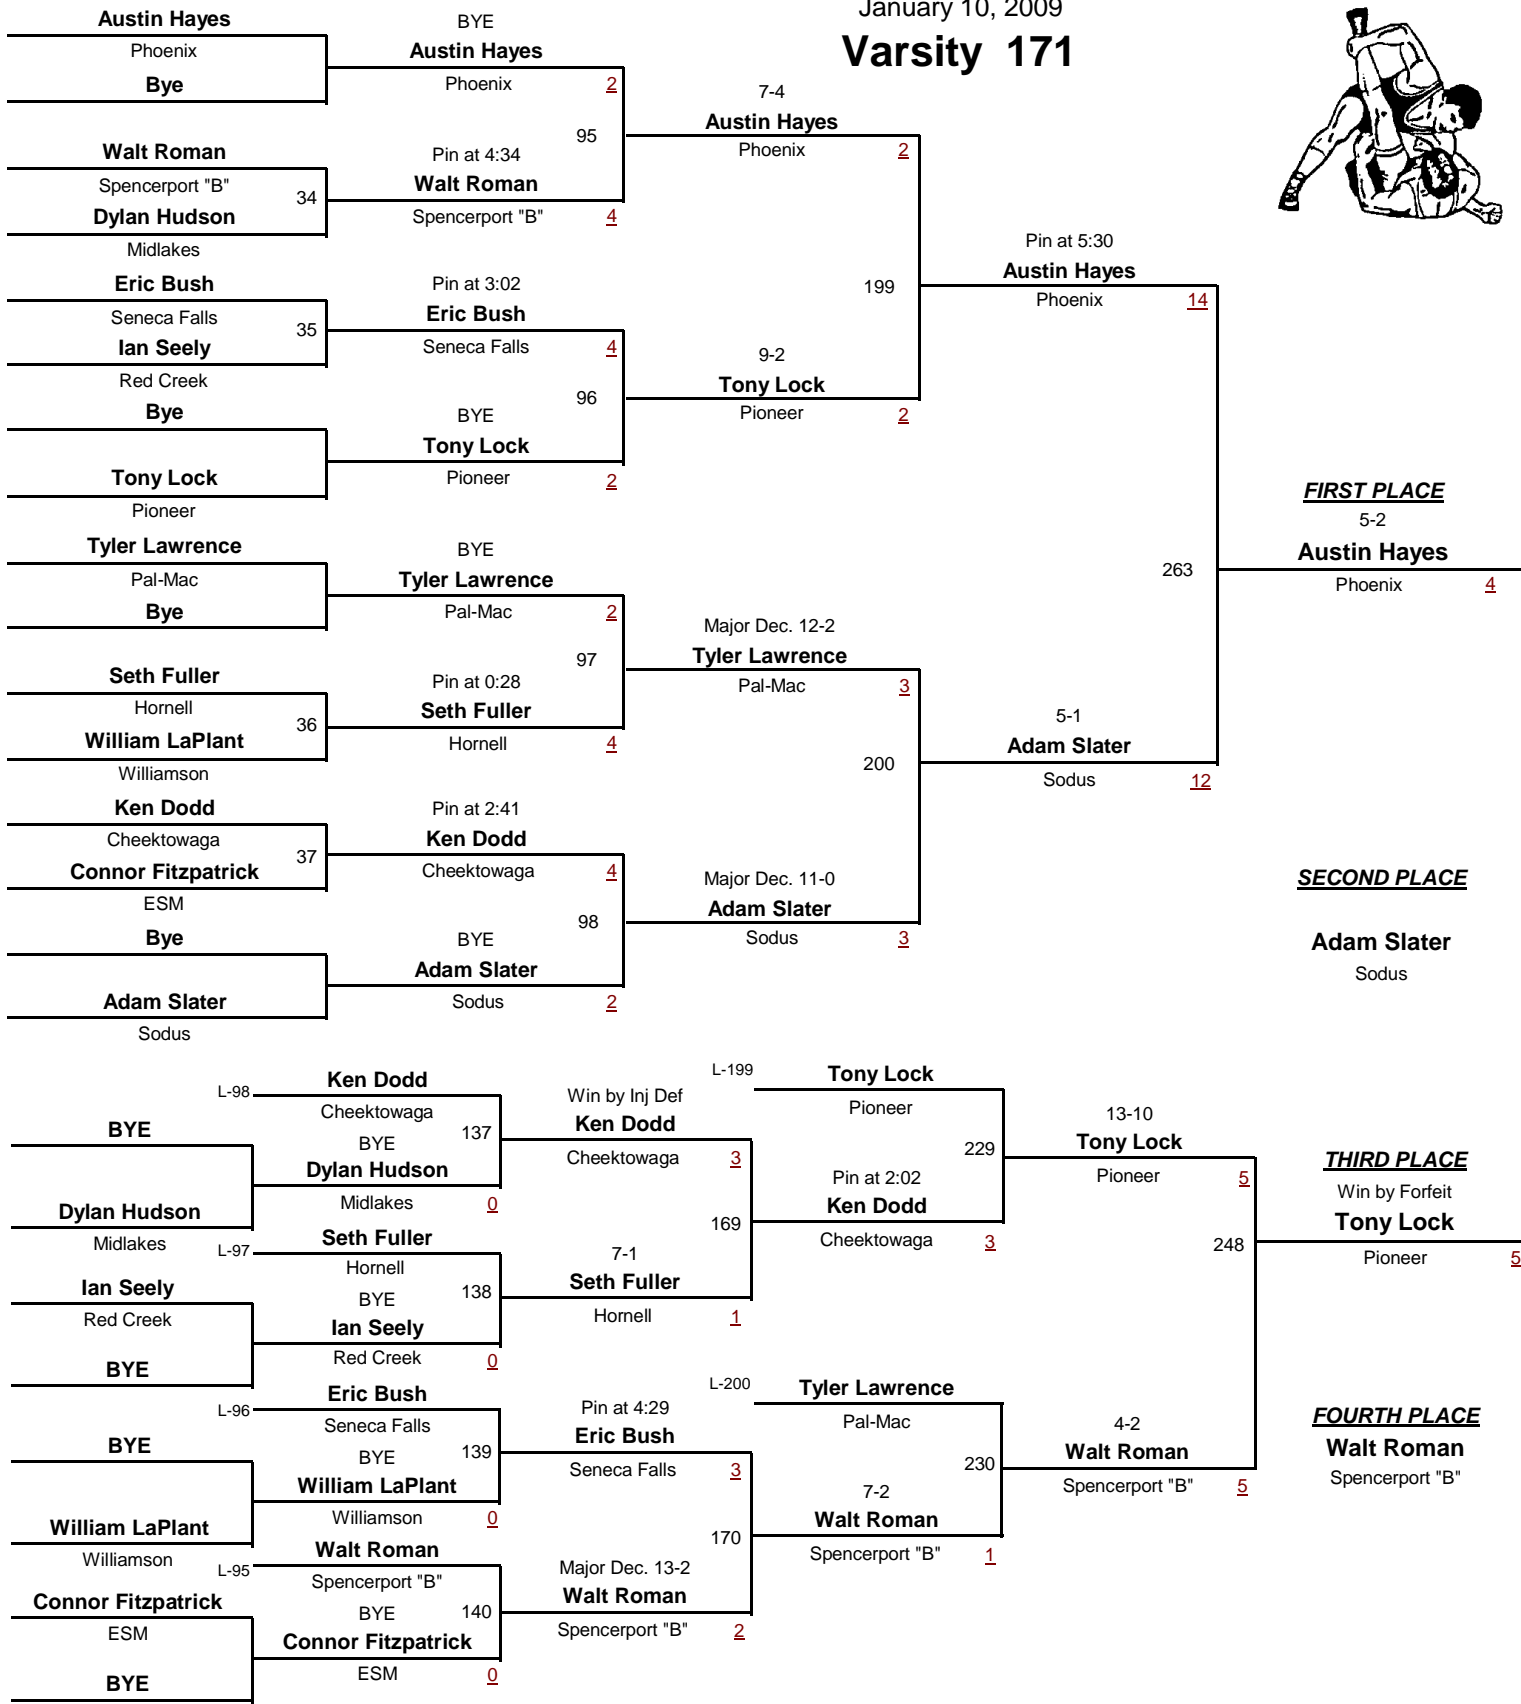 January 10, 2009
Varsity 171
Austin Hayes
Phoenix
Bye
Walt Roman
Spencerport "B"
34
Dylan Hudson
Midlakes
Eric Bush
Seneca Falls
35
Ian Seely
Red Creek
Bye
Tony Lock
Pioneer
Tyler Lawrence
Pal-Mac
Bye
Seth Fuller
Hornell
36
William LaPlant
Williamson
Ken Dodd
Cheektowaga
37
Connor Fitzpatrick
ESM
Bye
Adam Slater
Sodus
BYE
Austin Hayes
Phoenix 2
95
Pin at 4:34
Walt Roman
Spencerport "B" 4
Pin at 3:02
Eric Bush
Seneca Falls 4
96
BYE
Tony Lock
Pioneer 2
BYE
Tyler Lawrence
Pal-Mac 2
97
Pin at 0:28
Seth Fuller
Hornell 4
Pin at 2:41
Ken Dodd
Cheektowaga 4
98
BYE
Adam Slater
Sodus 2
7-4
Austin Hayes
Phoenix 2
199
9-2
Tony Lock
Pioneer 2
Major Dec. 12-2
Tyler Lawrence
Pal-Mac 3
200
Major Dec. 11-0
Adam Slater
Sodus 3
Pin at 5:30
Austin Hayes
Phoenix 14
263
5-1
Adam Slater
Sodus 12
FIRST PLACE
5-2
Austin Hayes
Phoenix 4
SECOND PLACE
Adam Slater
Sodus
BYE
Dylan Hudson
Midlakes
Ian Seely
Red Creek
BYE
BYE
William LaPlant
Williamson
Connor Fitzpatrick
ESM
BYE
L-98
Ken Dodd
Cheektowaga
137
BYE
Dylan Hudson
Midlakes 0
L-97
Seth Fuller
Hornell
138
BYE
Ian Seely
Red Creek 0
L-96
Eric Bush
Seneca Falls
139
BYE
William LaPlant
Williamson 0
L-95
Walt Roman
Spencerport "B"
140
BYE
Connor Fitzpatrick
ESM 0
Win by Inj Def
Ken Dodd
Cheektowaga 3
169
7-1
Seth Fuller
Hornell 1
Pin at 4:29
Eric Bush
Seneca Falls 3
170
Major Dec. 13-2
Walt Roman
Spencerport "B" 2
L-199
Tony Lock
Pioneer
229
Pin at 2:02
Ken Dodd
Cheektowaga 3
L-200
Tyler Lawrence
Pal-Mac
230
7-2
Walt Roman
Spencerport "B" 1
13-10
Tony Lock
Pioneer 5
248
4-2
Walt Roman
Spencerport "B" 5
THIRD PLACE
Win by Forfeit
Tony Lock
Pioneer 5
FOURTH PLACE
Walt Roman
Spencerport "B"